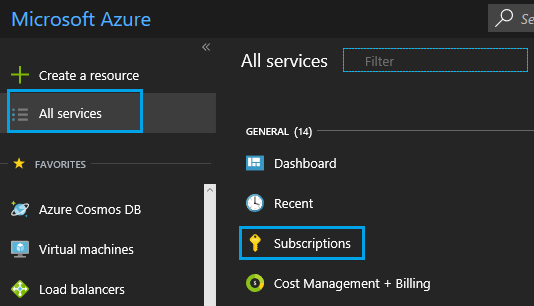 Microsoft Azure
Create a resource
All services
FAVORITES
Azure Cosmos DB
Virtual machines
Load balancers
All services
Filter
GENERAL (14)
Dashboard
Recent
Subscriptions
Cost Management + Billing